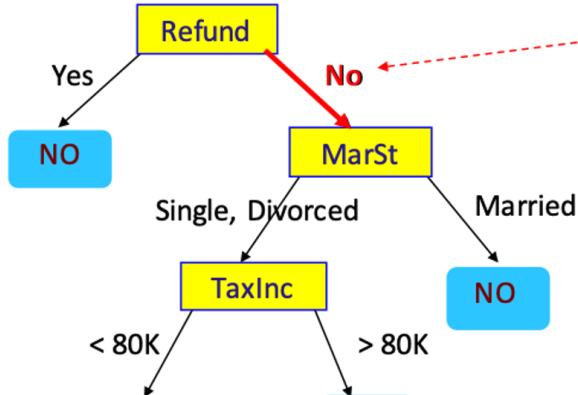 Refund
Yes
No
NO
MarSt
Single, Divorced
Married
TaxInc
NO
< 80K
> 80K